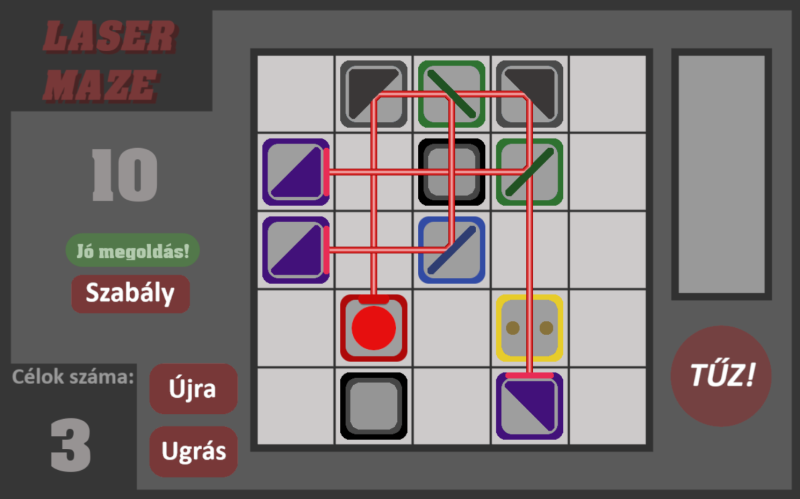 LASER
MAZE
10
Jó megoldás!
Szabály
Célok száma:
3
Újra
Ugrás
TŰZ!